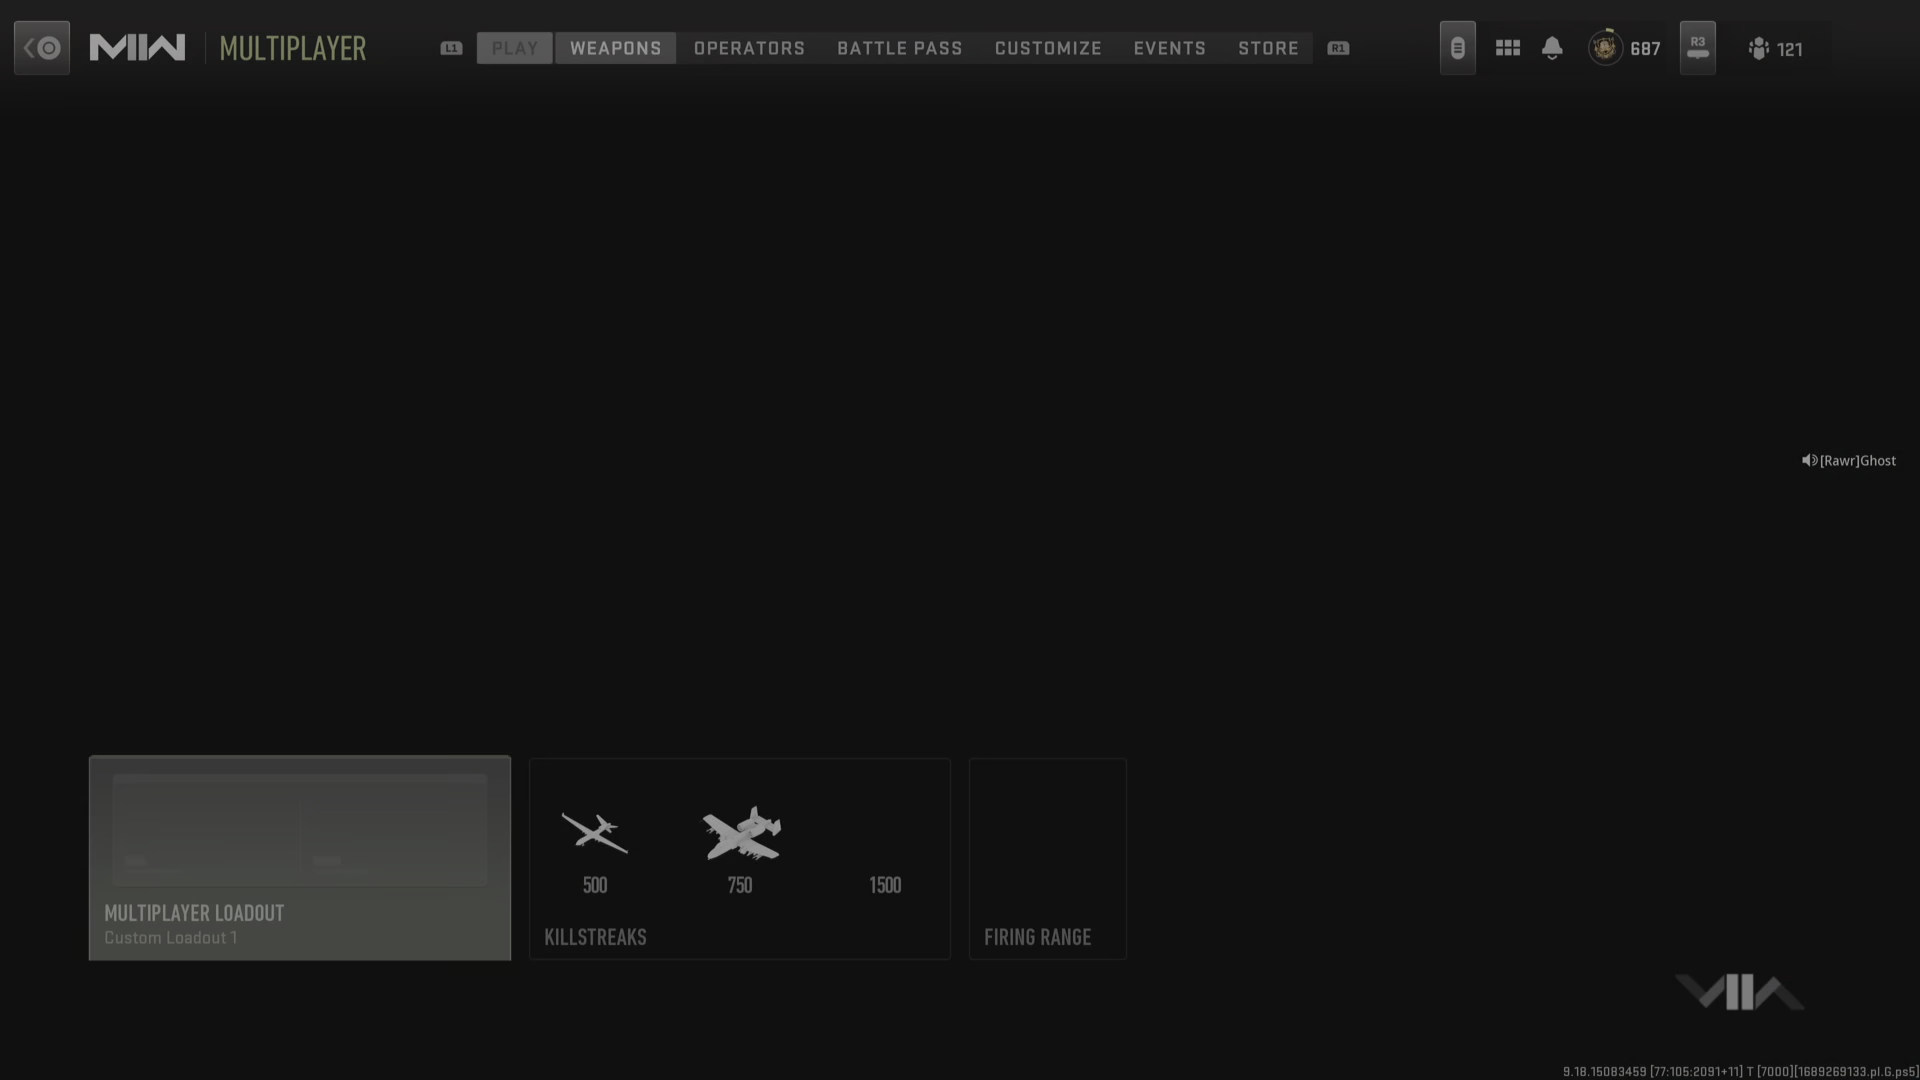 MW MULTIPLAYER L1 PLAY WEAPONS OPERATORS BATTLE PASS CUSTOMIZE EVENTS STORE R1 687 R3 121
[Rawr]Ghost
500 750 1500
MULTIPLAYER LOADOUT
Custom Loadout 1
KILLSTREAKS
FIRING RANGE
9.18.15083459 [77:105:2091+11] T [7000][1689269133.pl.G.ps5]